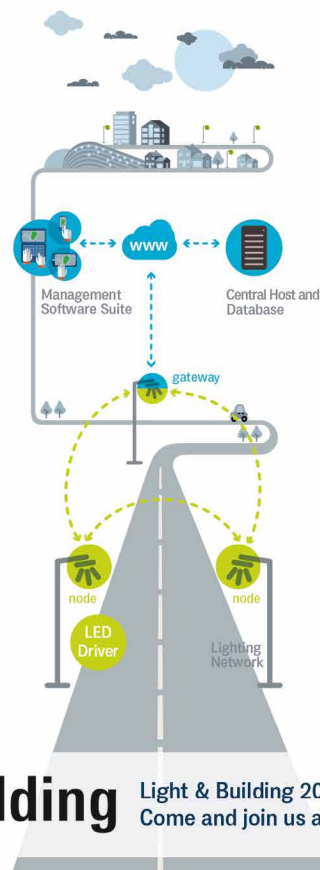 www
Management
Software Suite
Central Host and
Database
gateway
node
node
LED
Driver
Lighting
Network
lding
Light & Building 20
Come and join us a